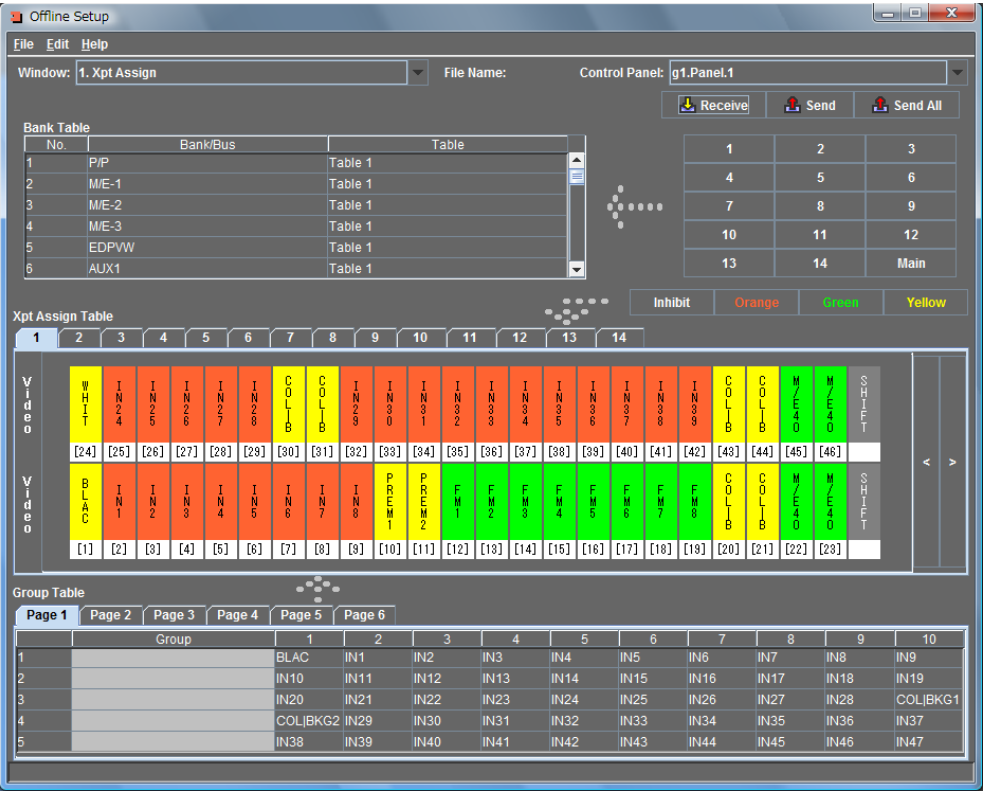 Offline Setup
File Edit Help
Window: 1. Xpt Assign File Name: Control Panel: g1.Panel.1
Receive Send Send All
Bank Table
No. Bank/Bus Table
1 P/P Table 1
2 M/E-1 Table 1
3 M/E-2 Table 1
4 M/E-3 Table 1
5 EDPVW Table 1
6 AUX1 Table 1
1 2 3
4 5 6
7 8 9
10 11 12
13 14 Main
Inhibit Orange Green Yellow
Xpt Assign Table
1 2 3 4 5 6 7 8 9 10 11 12 13 14
Video WHIT IN24 IN25 IN26 IN27 IN28 COL|B COL|B IN29 IN30 IN31 IN32 IN33 IN34 IN35 IN36 IN37 IN38 IN39 COL|B COL|B M/E40 M/E40 SHIFT
[24] [25] [26] [27] [28] [29] [30] [31] [32] [33] [34] [35] [36] [37] [38] [39] [40] [41] [42] [43] [44] [45] [46]
< >
Video BLAC IN1 IN2 IN3 IN4 IN5 IN6 IN7 IN8 PREM1 PREM2 FM1 FM2 FM3 FM4 FM5 FM6 FM7 FM8 COL|B COL|B M/E40 M/E40 SHIFT
[1] [2] [3] [4] [5] [6] [7] [8] [9] [10] [11] [12] [13] [14] [15] [16] [17] [18] [19] [20] [21] [22] [23]
Group Table
Page 1 Page 2 Page 3 Page 4 Page 5 Page 6
Group 1 2 3 4 5 6 7 8 9 10
1 BLAC IN1 IN2 IN3 IN4 IN5 IN6 IN7 IN8 IN9
2 IN10 IN11 IN12 IN13 IN14 IN15 IN16 IN17 IN18 IN19
3 IN20 IN21 IN22 IN23 IN24 IN25 IN26 IN27 IN28 COL|BKG1
4 COL|BKG2 IN29 IN30 IN31 IN32 IN33 IN34 IN35 IN36 IN37
5 IN38 IN39 IN40 IN41 IN42 IN43 IN44 IN45 IN46 IN47